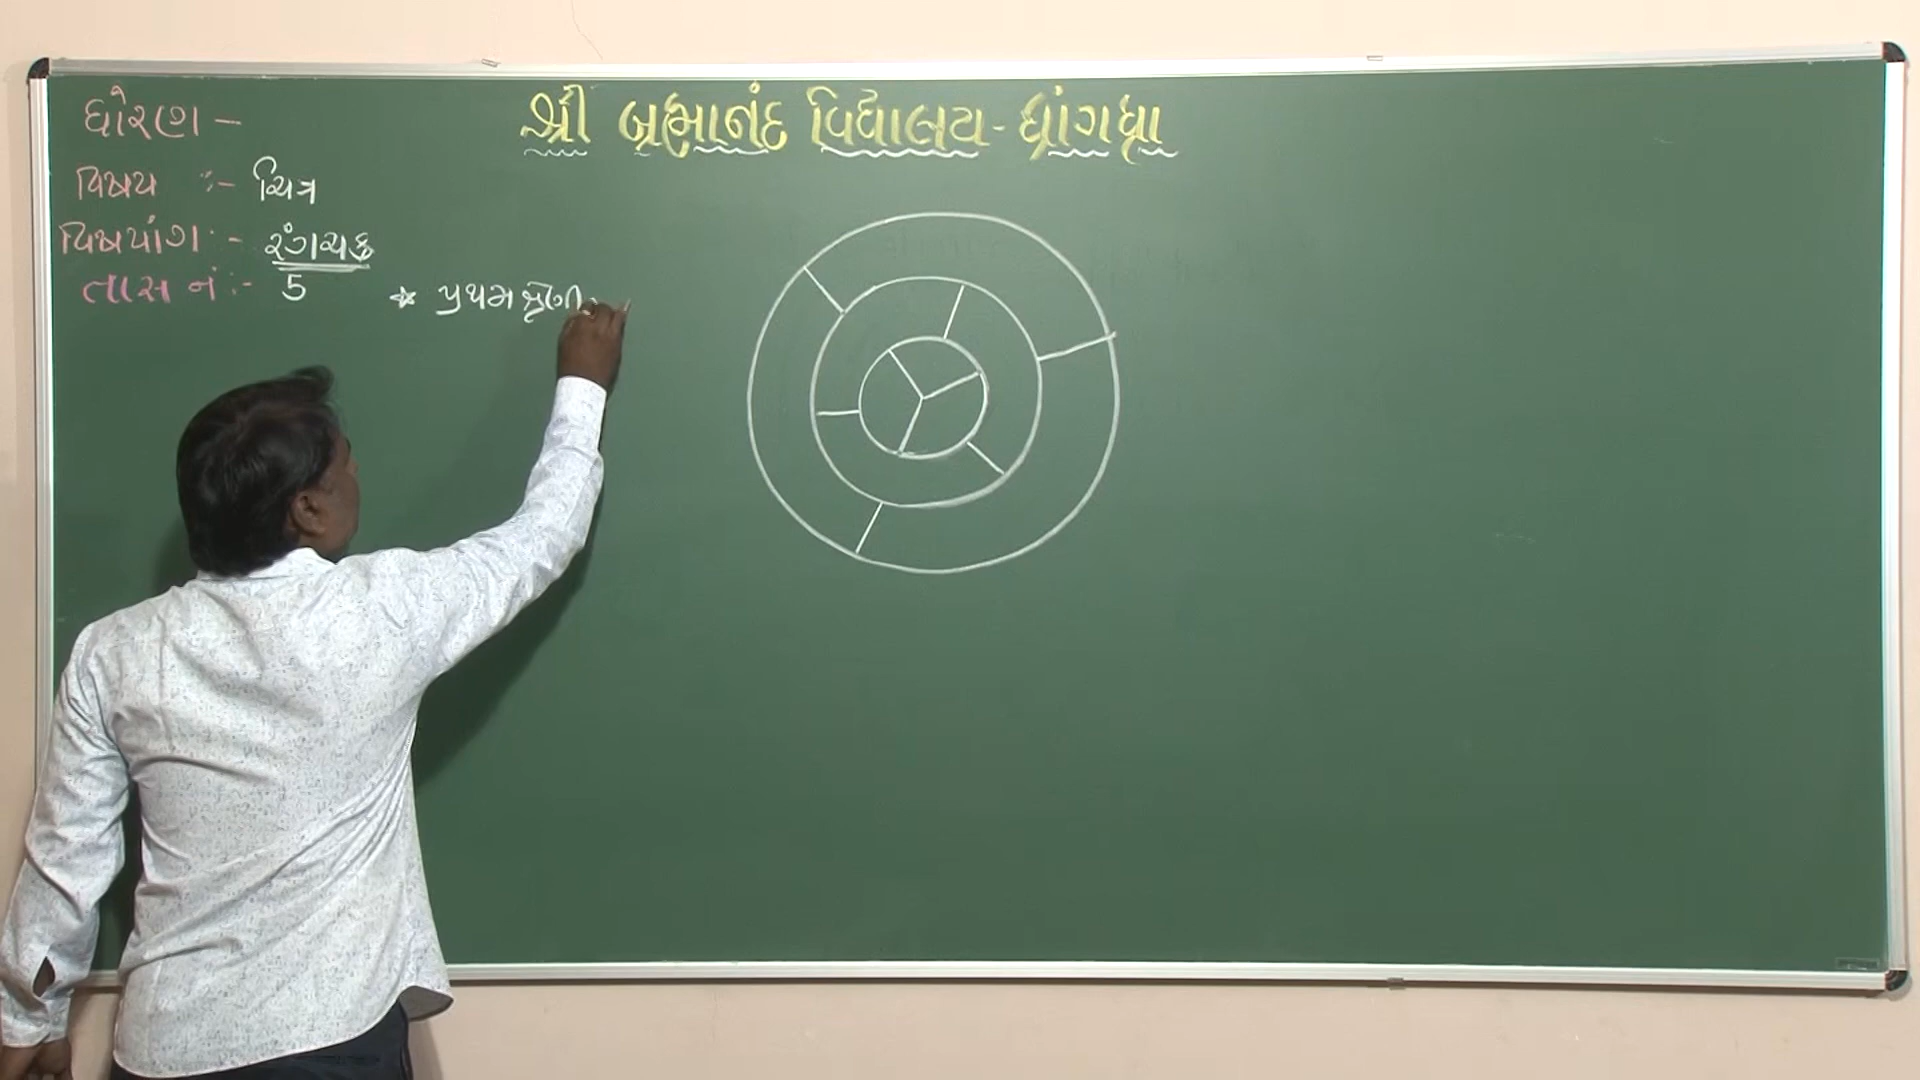 શ્રી બ્રહ્માનંદ વિદ્યાલય - ધ્રાંગધ્રા
ધોરણ -
વિષય :- ચિત્ર
વિષયાંગ :- રંગચક્ર
તાસ નં :- 5
* પ્રથમ શ્રેણી